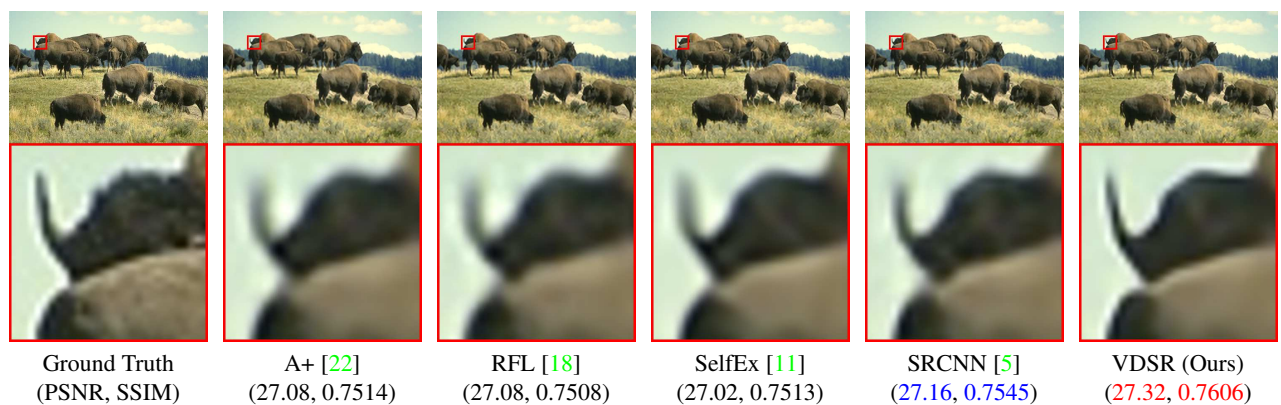 Ground Truth
(PSNR, SSIM)
A+ [22]
(27.08, 0.7514)
RFL [18]
(27.08, 0.7508)
SelfEx [11]
(27.02, 0.7513)
SRCNN [5]
(27.16, 0.7545)
VDSR (Ours)
(27.32, 0.7606)